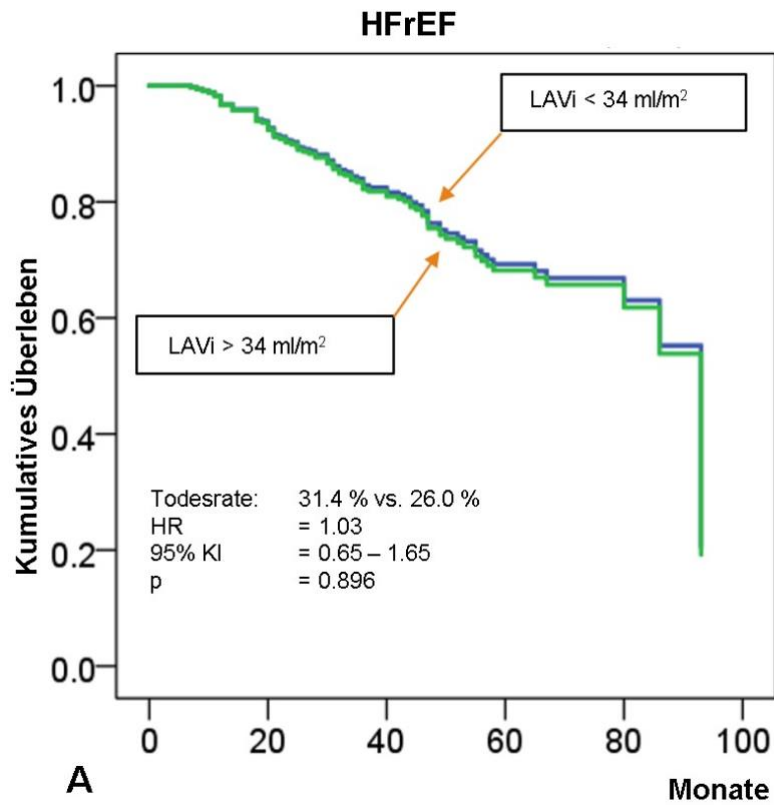 HFrEF
Kumulatives Überleben
1.0
0.8
0.6
0.4
0.2
0.0
LAVi < 34 ml/m²
LAVi > 34 ml/m²
Todesrate: 31.4 % vs. 26.0 %
HR = 1.03
95% KI = 0.65 – 1.65
p = 0.896
0 20 40 60 80 100
A
Monate